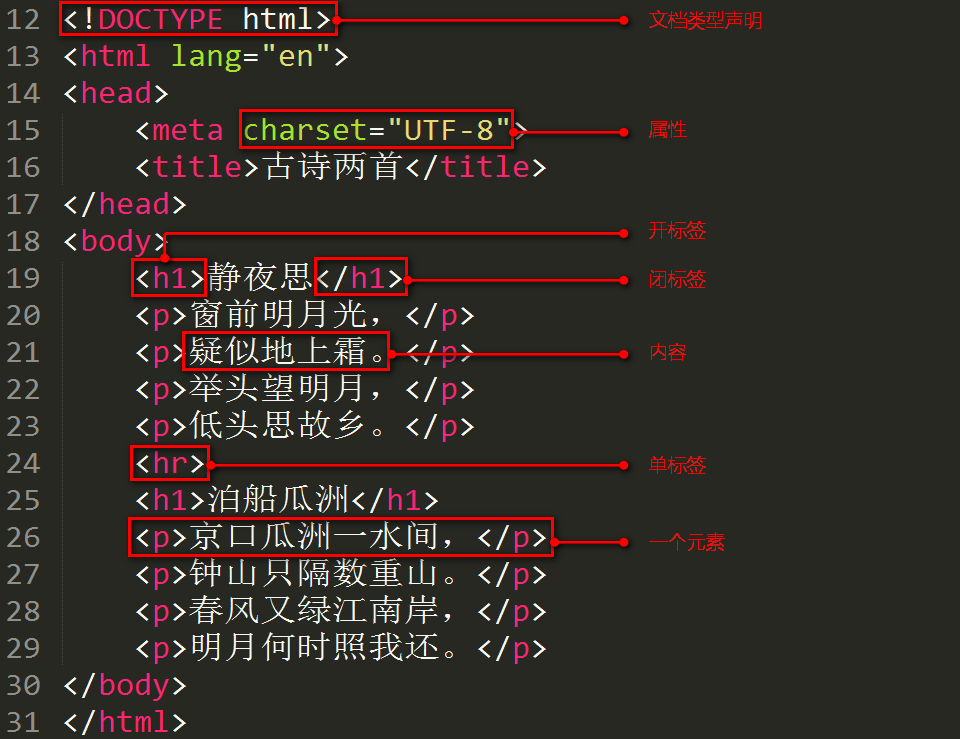 12 <!DOCTYPE html> 文档类型声明
13 <html lang="en">
14 <head>
15 <meta charset="UTF-8"> 属性
16 <title>古诗两首</title>
17 </head>
18 <body> 开标签
19 <h1>静夜思</h1> 闭标签
20 <p>窗前明月光，</p>
21 <p>疑似地上霜。</p> 内容
22 <p>举头望明月，</p>
23 <p>低头思故乡。</p>
24 <hr> 单标签
25 <h1>泊船瓜洲</h1>
26 <p>京口瓜洲一水间，</p> 一个元素
27 <p>钟山只隔数重山。</p>
28 <p>春风又绿江南岸，</p>
29 <p>明月何时照我还。</p>
30 </body>
31 </html>